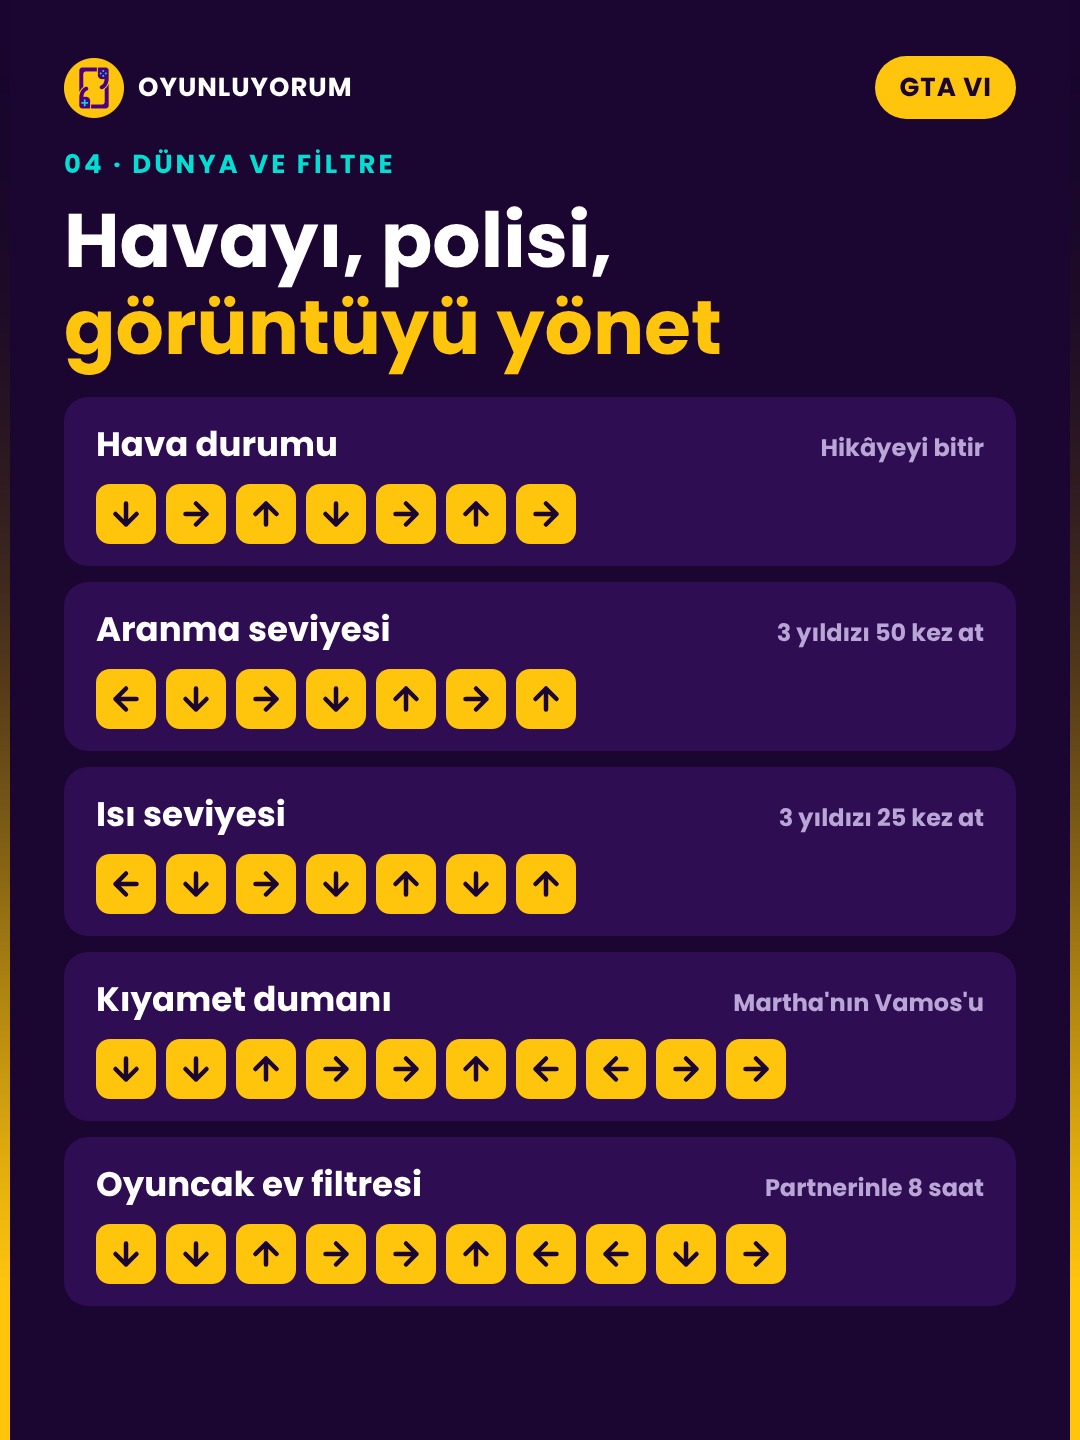 OYUNLUYORUM
GTA VI
04 · DÜNYA VE FİLTRE
Havayı, polisi,
görüntüyü yönet
Hava durumu
Hikâyeyi bitir
↓ → ↑ ↓ → ↑ →
Aranma seviyesi
3 yıldızı 50 kez at
← ↓ → ↓ ↑ → ↑
Isı seviyesi
3 yıldızı 25 kez at
← ↓ → ↓ ↑ ↓ ↑
Kıyamet dumanı
Martha'nın Vamos'u
↓ ↓ ↑ → → ↑ ← ← → →
Oyuncak ev filtresi
Partnerinle 8 saat
↓ ↓ ↑ → → ↑ ← ← ↓ →